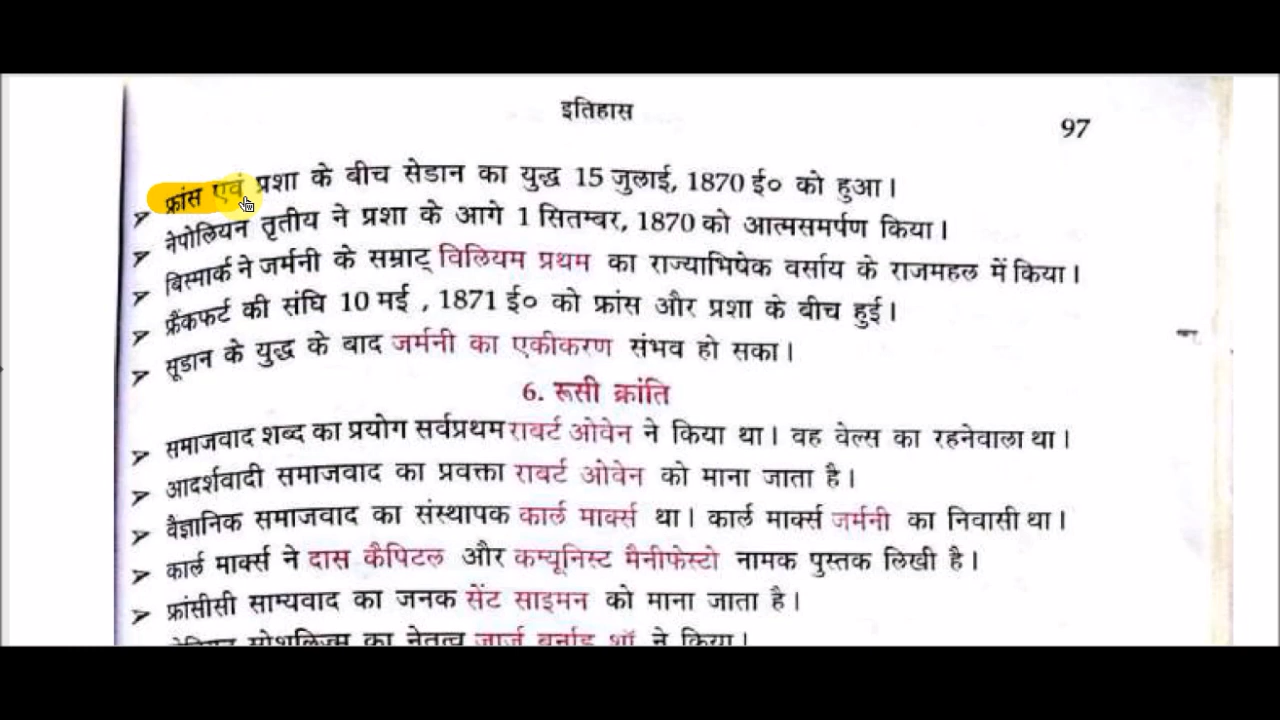 इतिहास
97
➢ फ्रांस एवं प्रशा के बीच सेडान का युद्ध 15 जुलाई, 1870 ई० को हुआ।
➢ नेपोलियन तृतीय ने प्रशा के आगे 1 सितम्बर, 1870 को आत्मसमर्पण किया।
➢ बिस्मार्क ने जर्मनी के सम्राट् विलियम प्रथम का राज्याभिषेक वर्साय के राजमहल में किया।
➢ फ्रैंकफर्ट की संधि 10 मई , 1871 ई० को फ्रांस और प्रशा के बीच हुई।
➢ सूडान के युद्ध के बाद जर्मनी का एकीकरण संभव हो सका।
6. रूसी क्रांति
➢ समाजवाद शब्द का प्रयोग सर्वप्रथम राबर्ट ओवेन ने किया था। वह वेल्स का रहनेवाला था।
➢ आदर्शवादी समाजवाद का प्रवक्ता राबर्ट ओवेन को माना जाता है।
➢ वैज्ञानिक समाजवाद का संस्थापक कार्ल मार्क्स था। कार्ल मार्क्स जर्मनी का निवासी था।
➢ कार्ल मार्क्स ने दास कैपिटल और कम्यूनिस्ट मैनीफेस्टो नामक पुस्तक लिखी है।
➢ फ्रांसीसी साम्यवाद का जनक सेंट साइमन को माना जाता है।
का नेतृत्व जार्ज बर्नाड शॉ ने किया।